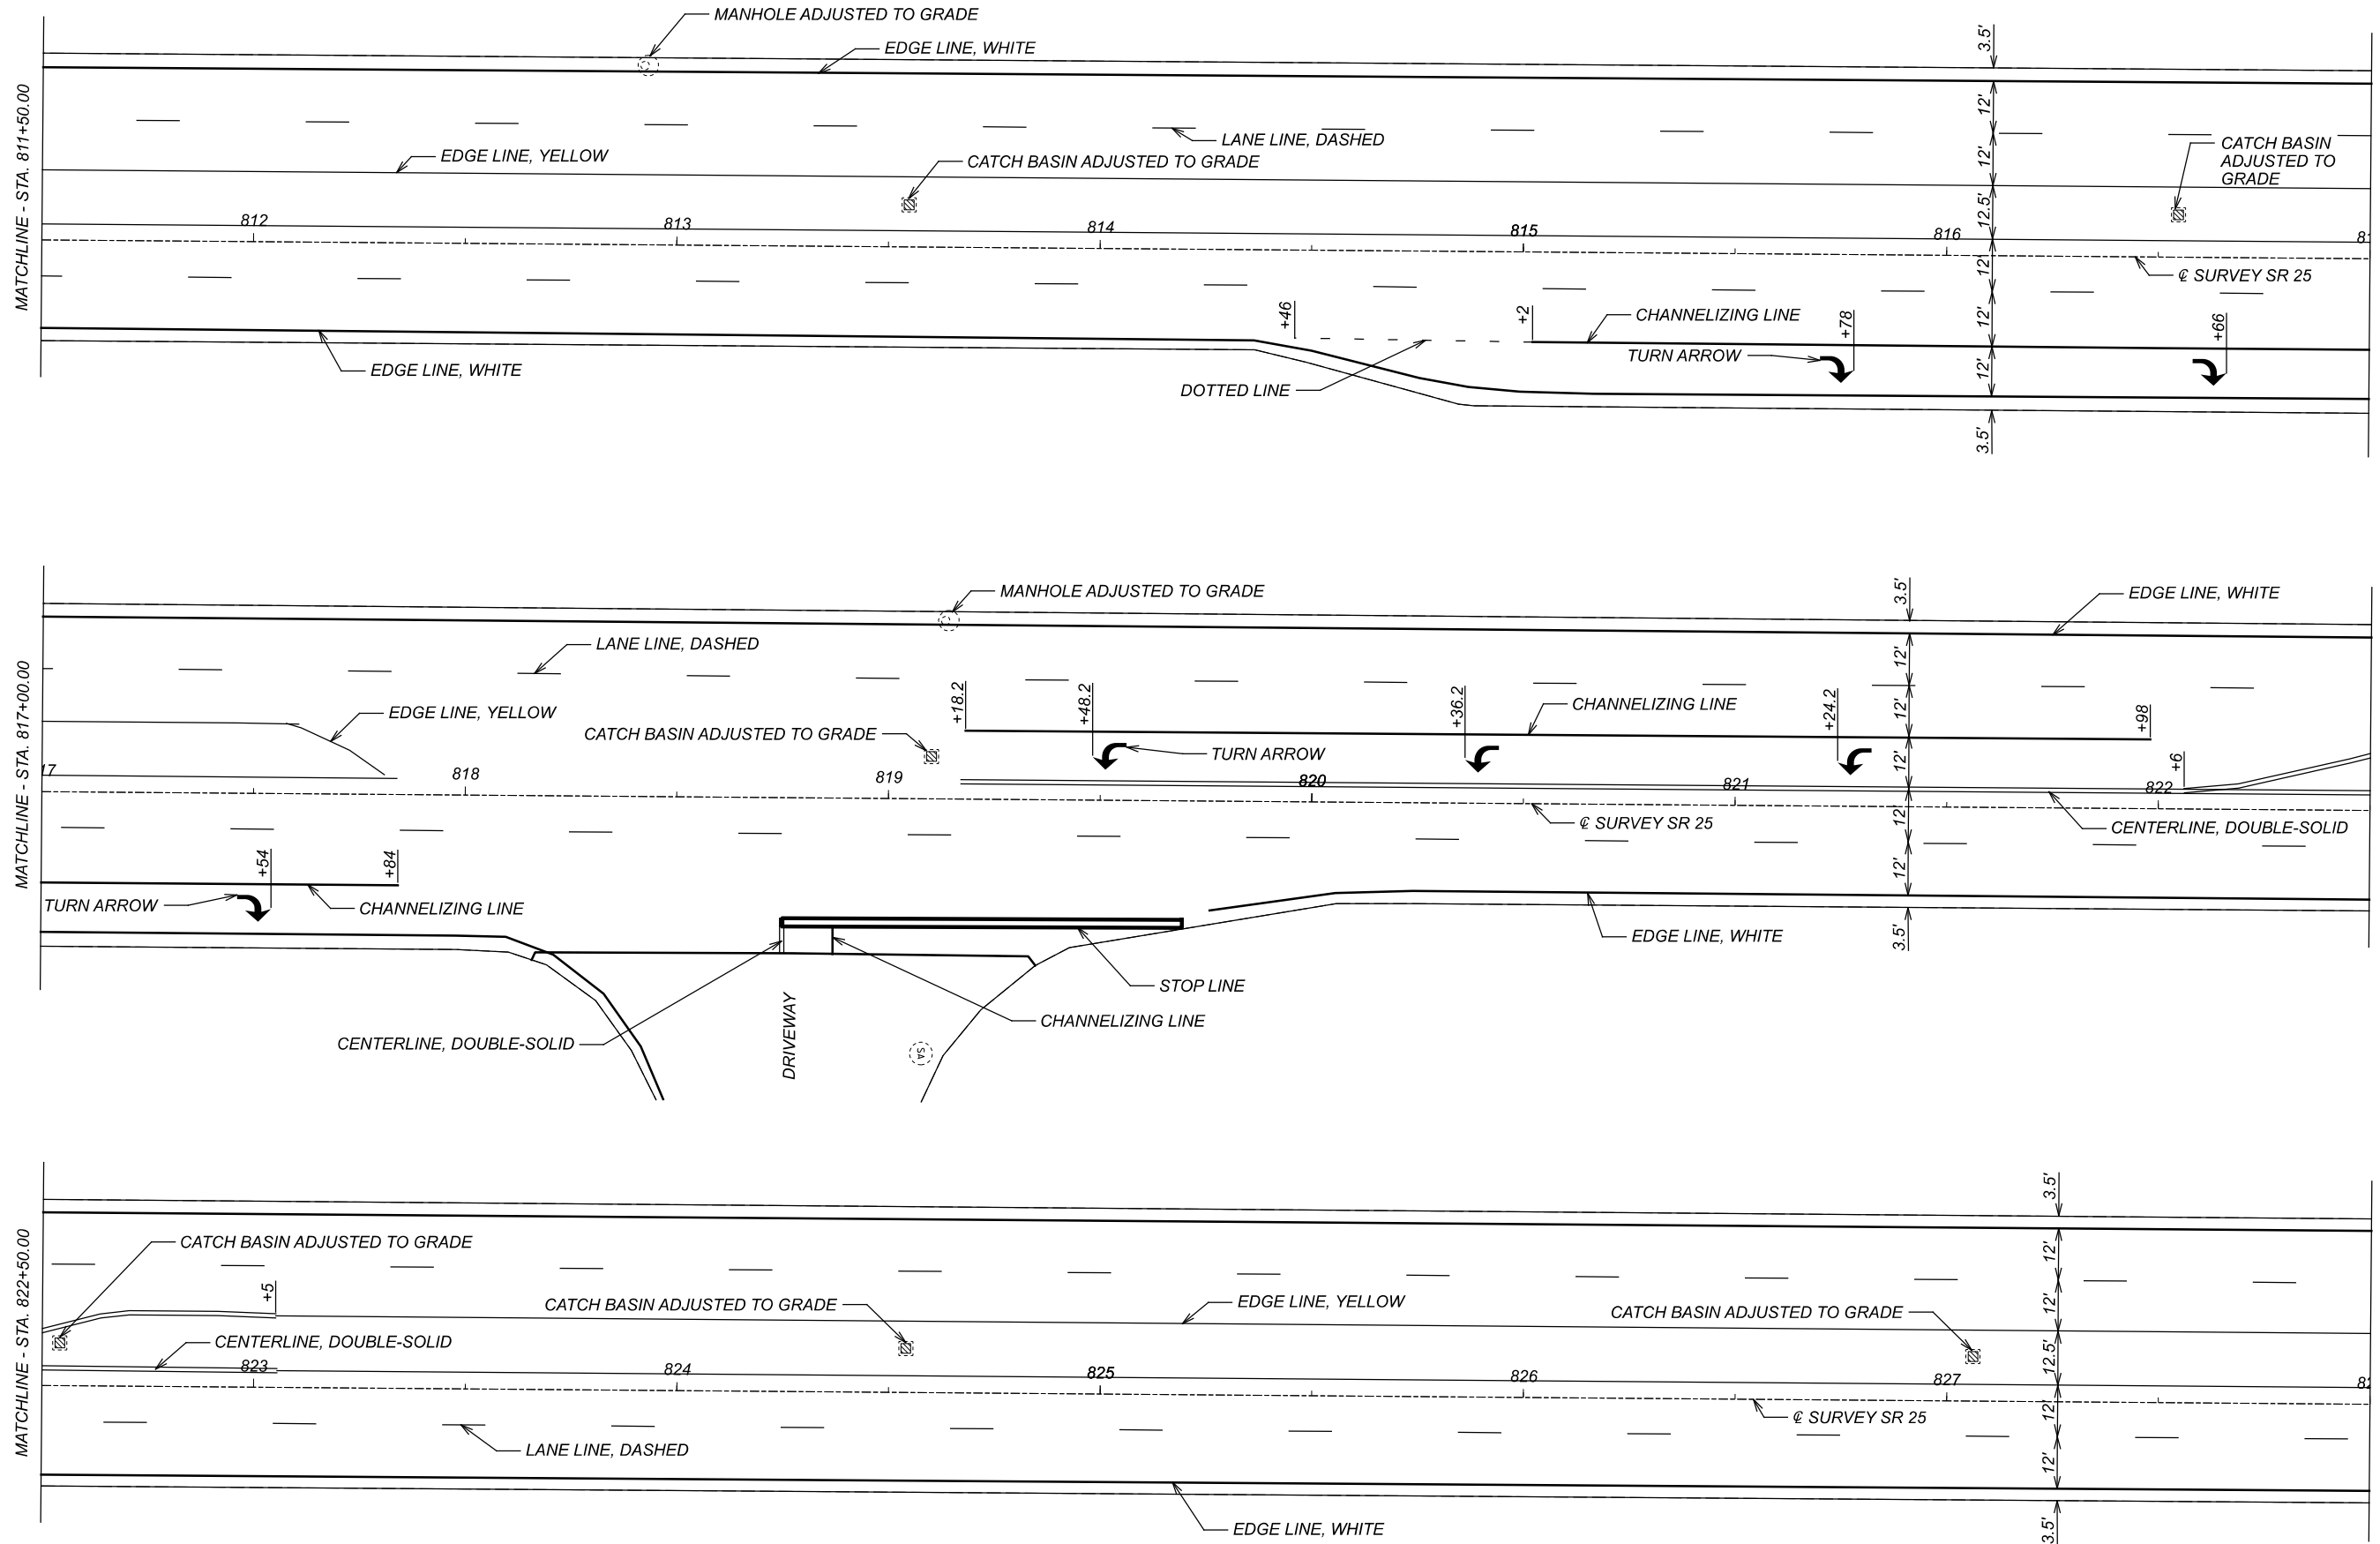 MANHOLE ADJUSTED TO GRADE
EDGE LINE, WHITE
3.5'
MATCHLINE - STA. 811+50.00
12'
LANE LINE, DASHED
CATCH BASIN
ADJUSTED TO
GRADE
EDGE LINE, YELLOW
CATCH BASIN ADJUSTED TO GRADE
12'
12.5'
812
813
814
815
816
12'
℄ SURVEY SR 25
+46
+2
CHANNELIZING LINE
+78
12'
+66
TURN ARROW
EDGE LINE, WHITE
DOTTED LINE
12'
3.5'
MANHOLE ADJUSTED TO GRADE
3.5'
EDGE LINE, WHITE
MATCHLINE - STA. 817+00.00
LANE LINE, DASHED
12'
+18.2
+48.2
+36.2
CHANNELIZING LINE
+24.2
12'
+98
EDGE LINE, YELLOW
CATCH BASIN ADJUSTED TO GRADE
TURN ARROW
12'
+6
17
818
819
820
821
822
12'
℄ SURVEY SR 25
CENTERLINE, DOUBLE-SOLID
+54
+84
12'
TURN ARROW
CHANNELIZING LINE
3.5'
EDGE LINE, WHITE
STOP LINE
CHANNELIZING LINE
CENTERLINE, DOUBLE-SOLID
DRIVEWAY
SA
3.5'
MATCHLINE - STA. 822+50.00
CATCH BASIN ADJUSTED TO GRADE
12'
+5
CATCH BASIN ADJUSTED TO GRADE
EDGE LINE, YELLOW
12'
CATCH BASIN ADJUSTED TO GRADE
CENTERLINE, DOUBLE-SOLID
12.5'
823
824
825
826
827
12'
℄ SURVEY SR 25
LANE LINE, DASHED
12'
EDGE LINE, WHITE
3.5'